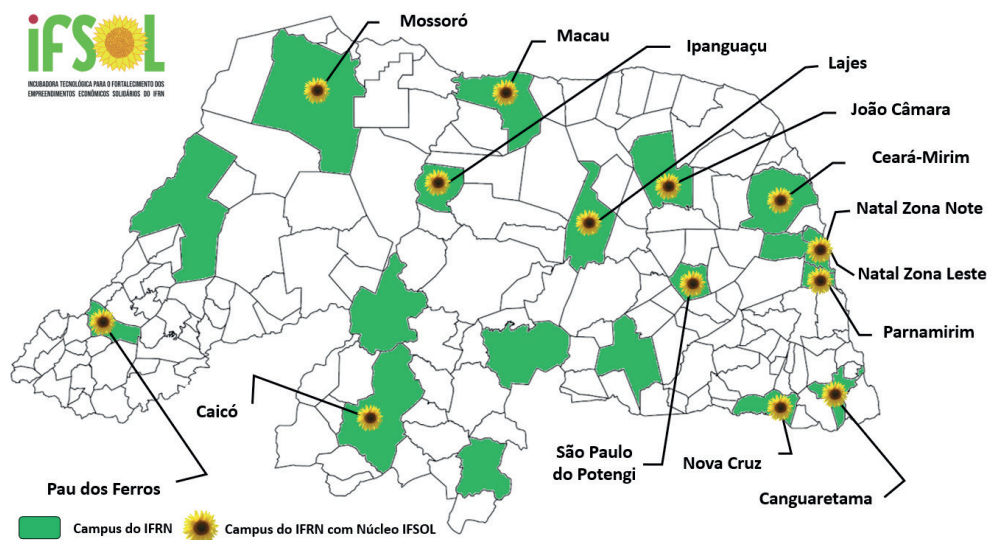 iFSOL
INCUBADORA TECNOLÓGICA PARA O FORTALECIMENTO DOS
EMPREENDIMENTOS ECONÔMICOS SOLIDÁRIOS DO IFRN
Mossoró
Macau
Ipanguaçu
Lajes
João Câmara
Ceará-Mirim
Natal Zona Note
Natal Zona Leste
Parnamirim
Caicó
São Paulo
do Potengi
Nova Cruz
Pau dos Ferros
Canguaretama
Campus do IFRN
Campus do IFRN com Núcleo IFSOL